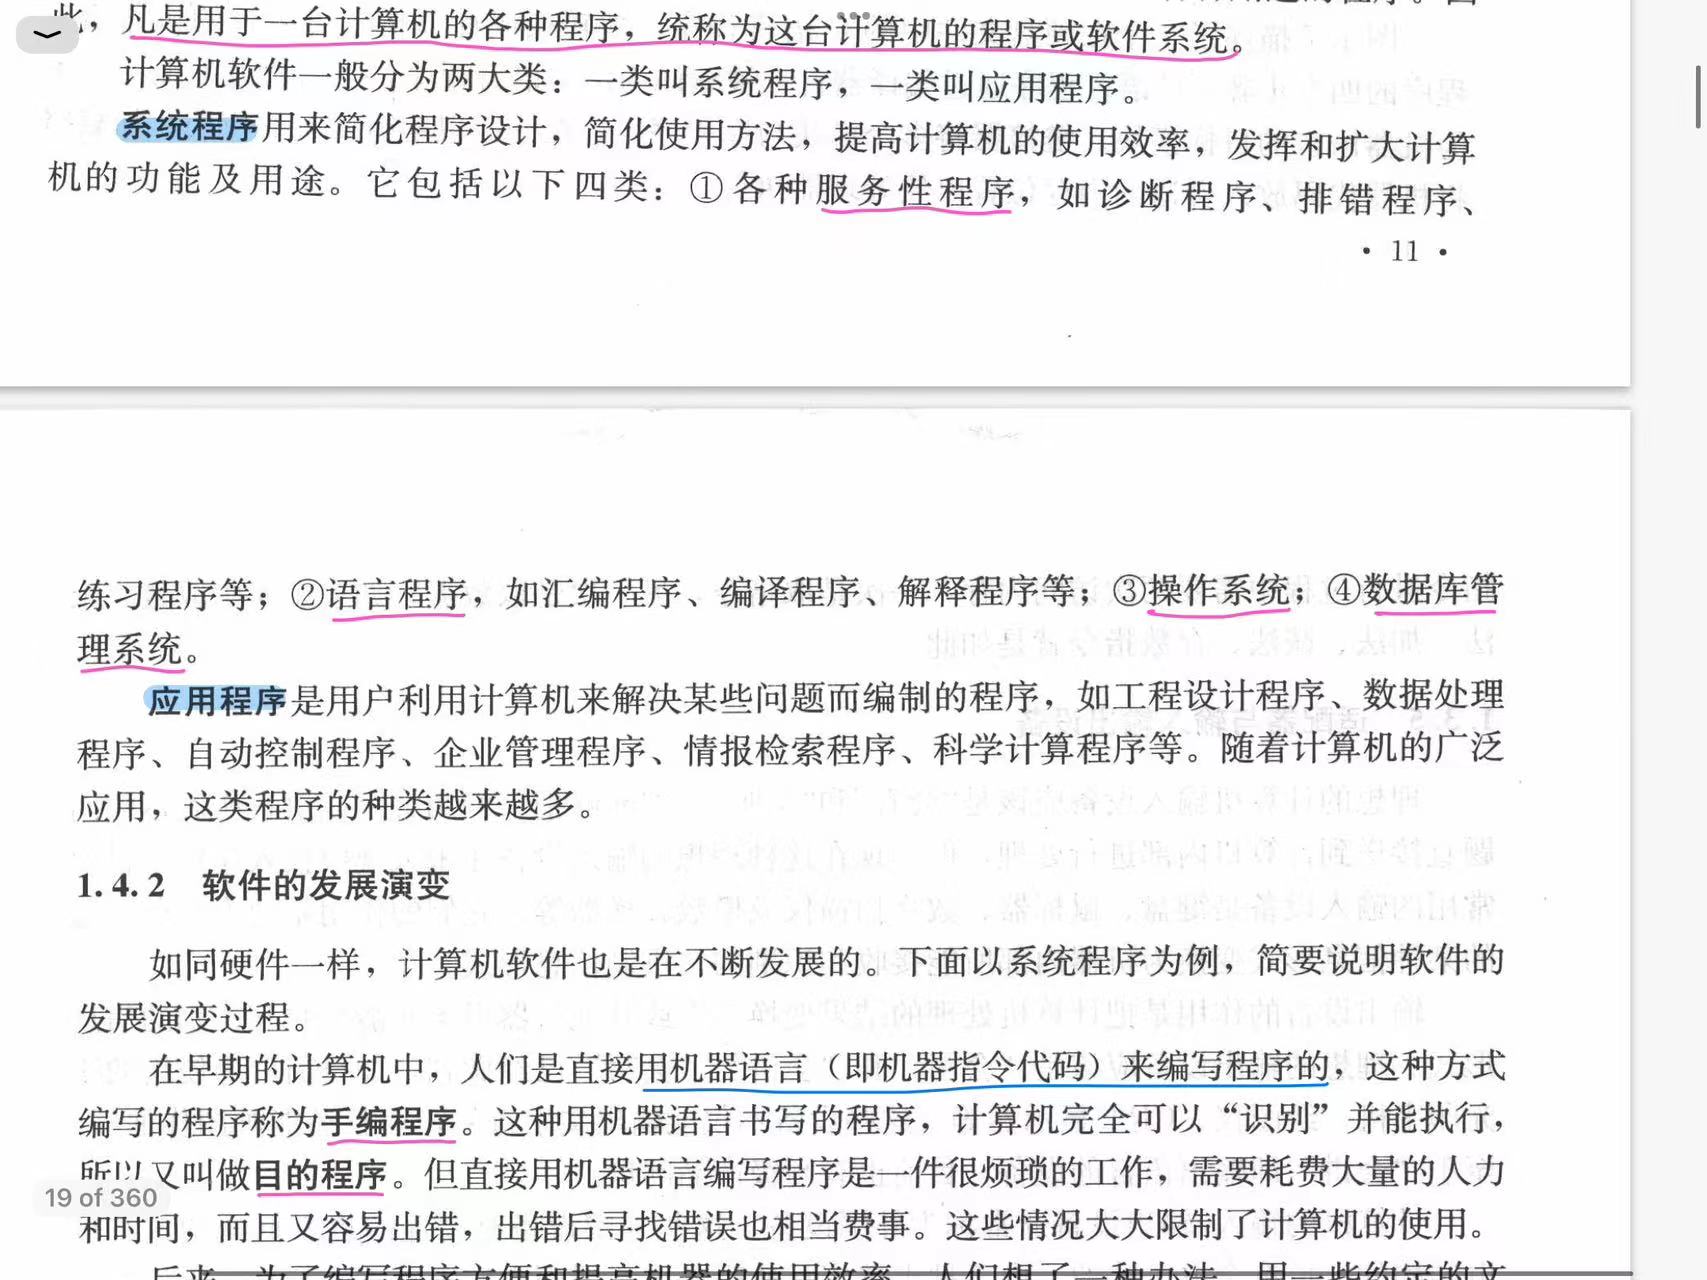 此，凡是用于一台计算机的各种程序，统称为这台计算机的程序或软件系统。
计算机软件一般分为两大类：一类叫系统程序，一类叫应用程序。
系统程序用来简化程序设计，简化使用方法，提高计算机的使用效率，发挥和扩大计算
机的功能及用途。它包括以下四类：①各种服务性程序，如诊断程序、排错程序、
· 11 ·
练习程序等；②语言程序，如汇编程序、编译程序、解释程序等；③操作系统；④数据库管
理系统。
应用程序是用户利用计算机来解决某些问题而编制的程序，如工程设计程序、数据处理
程序、自动控制程序、企业管理程序、情报检索程序、科学计算程序等。随着计算机的广泛
应用，这类程序的种类越来越多。
1.4.2 软件的发展演变
如同硬件一样，计算机软件也是在不断发展的。下面以系统程序为例，简要说明软件的
发展演变过程。
在早期的计算机中，人们是直接用机器语言（即机器指令代码）来编写程序的，这种方式
编写的程序称为手编程序。这种用机器语言书写的程序，计算机完全可以“识别”并能执行，
所以又叫做目的程序。但直接用机器语言编写程序是一件很烦琐的工作，需要耗费大量的人力
19 of 360
和时间，而且又容易出错，出错后寻找错误也相当费事。这些情况大大限制了计算机的使用。
后来，为了编写程序方便和提高机器的使用效率，人们想了一种办法，用一些约定的文